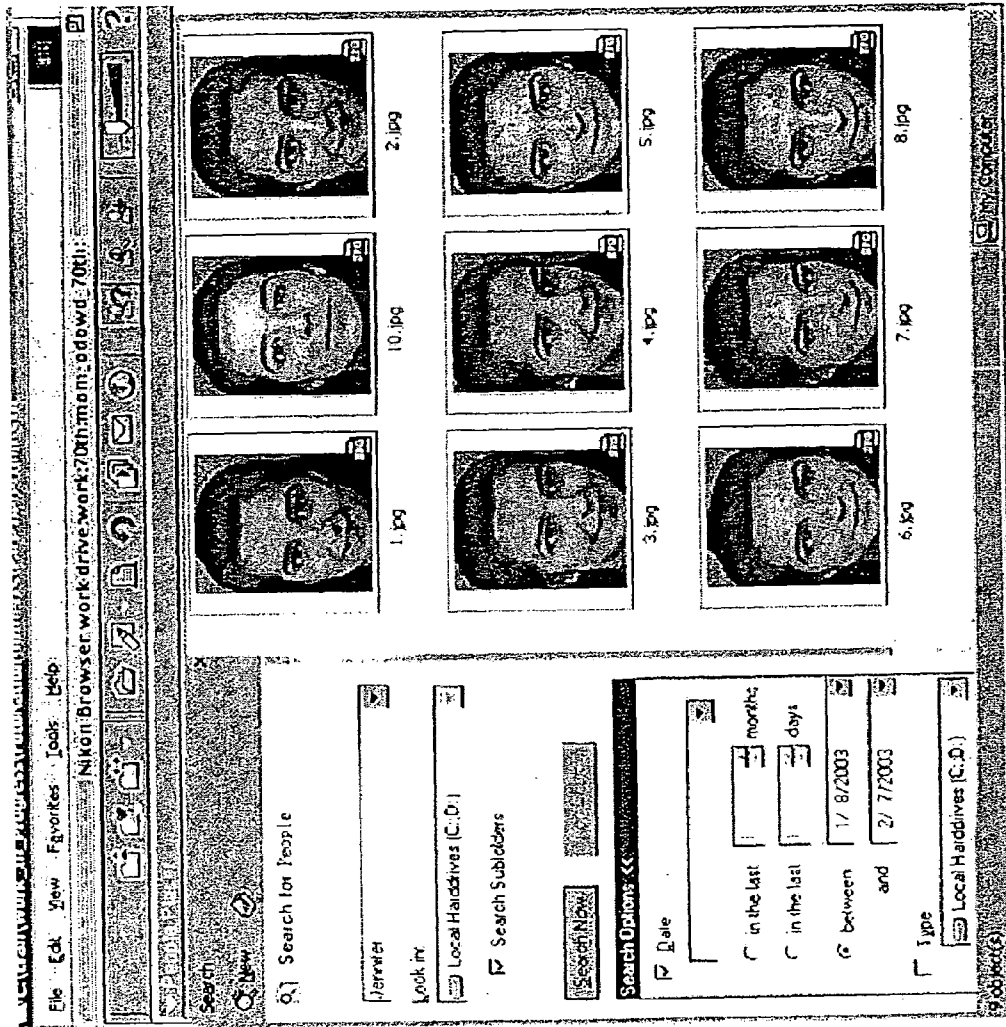 File Edit View Favorites Tools Help
Nikon Browser:work drive:work:70th:mom_odowd_70th:
Search
New
Search for People
Jennifer
Look in:
Local Harddrives (C:;D:)
Search Subfolders
Search Now
Search Options <<
Date
in the last months
in the last days
between 1/ 8/2003
and 2/ 7/2003
Type
Local Harddrives (C:;D:)
1.jpg 10.jpg 2.jpg
3.jpg 4.jpg 5.jpg
6.jpg 7.jpg 8.jpg
9 object(s) My Computer